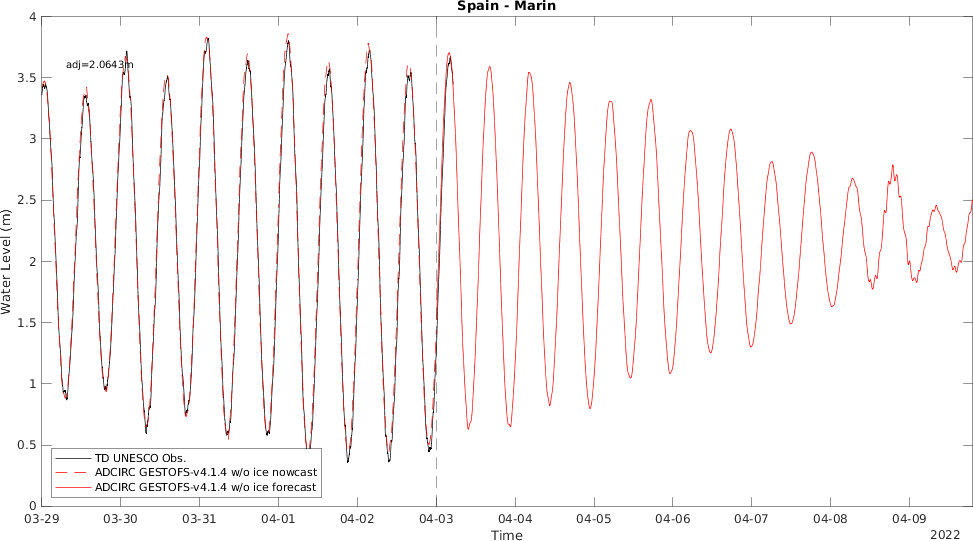 Spain - Marin
4
3.5
3
2.5
2
1.5
1
0.5
0
Water Level (m)
adj=2.0643m
TD UNESCO Obs.
ADCIRC GESTOFS-v4.1.4 w/o ice nowcast
ADCIRC GESTOFS-v4.1.4 w/o ice forecast
03-29 03-30 03-31 04-01 04-02 04-03 04-04 04-05 04-06 04-07 04-08 04-09
Time
2022